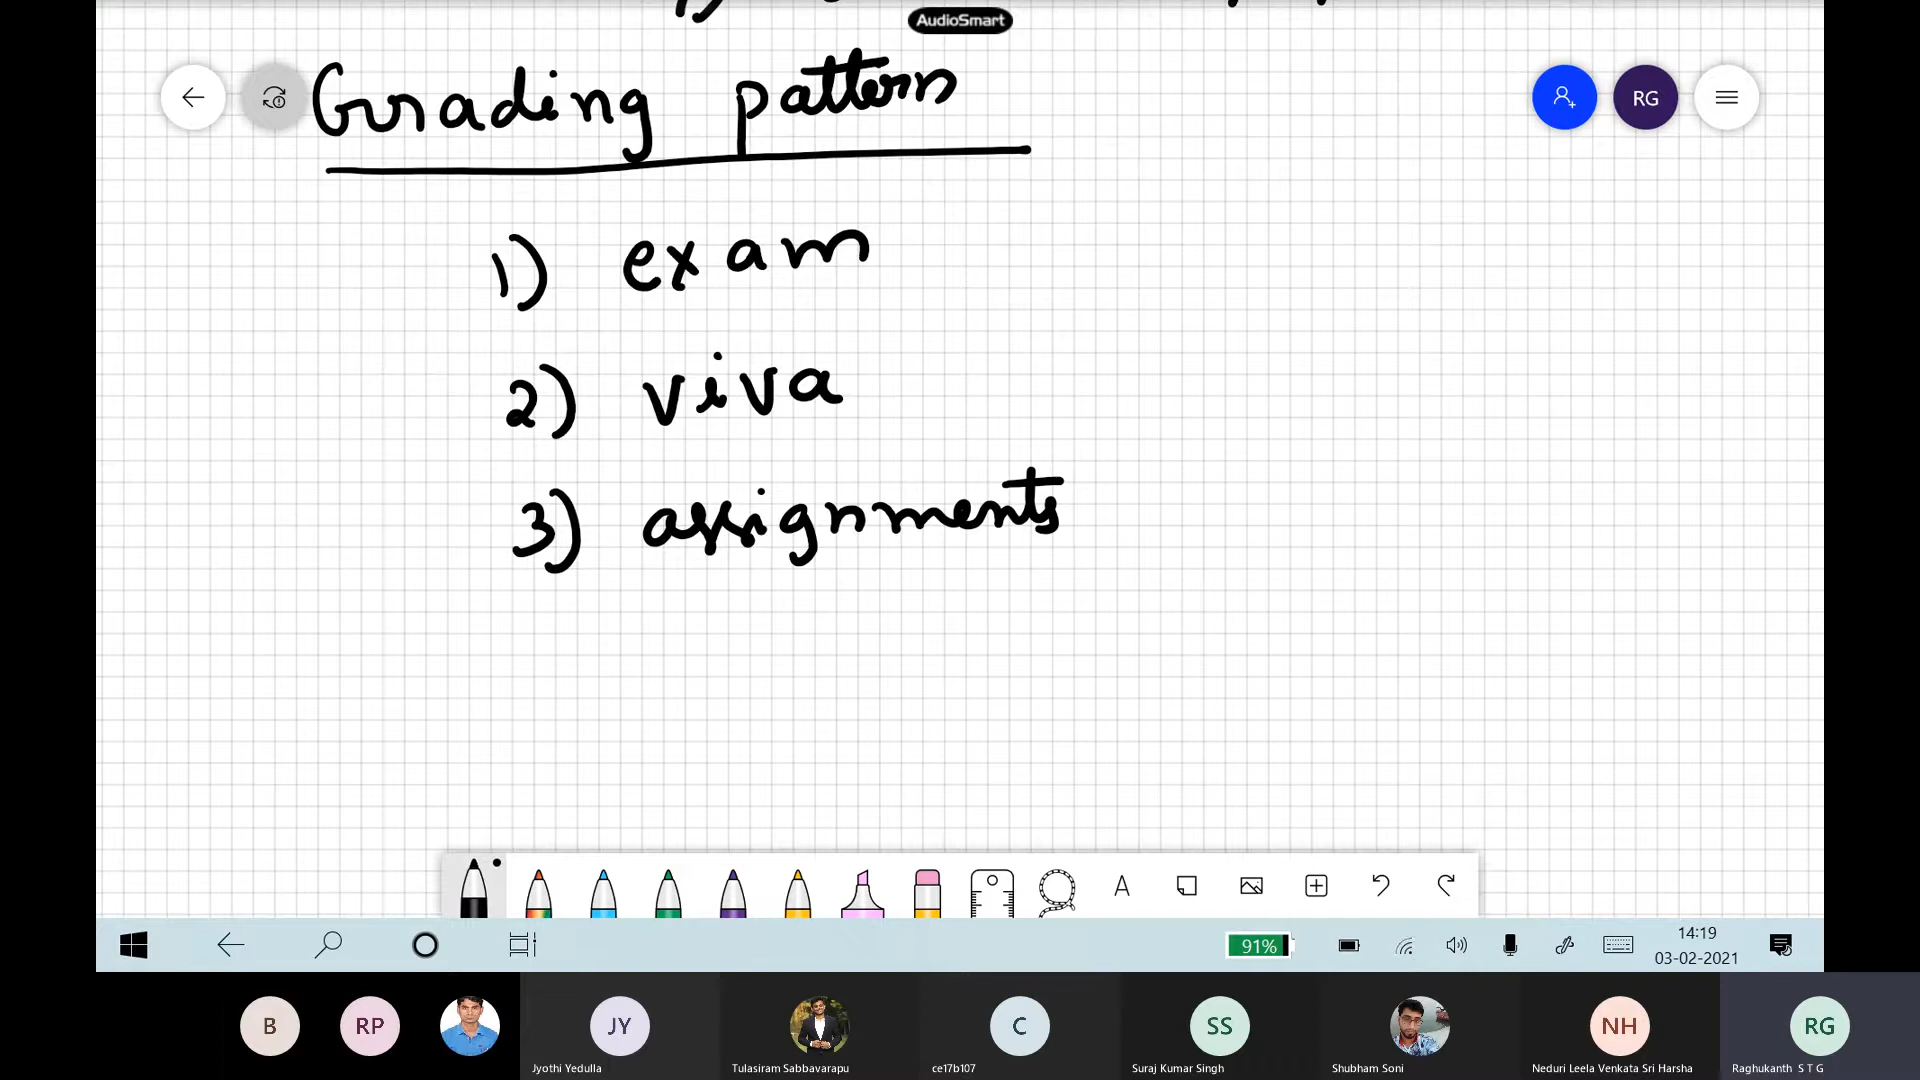 AudioSmart
Grading pattern
RG
1) exam
2) viva
3) assignments
A
91%
14:19
03-02-2021
B
RP
JY
C
SS
NH
RG
Jyothi Yedulla
Tulasiram Sabbavarapu
ce17b107
Suraj Kumar Singh
Shubham Soni
Neduri Leela Venkata Sri Harsha
Raghukanth S T G